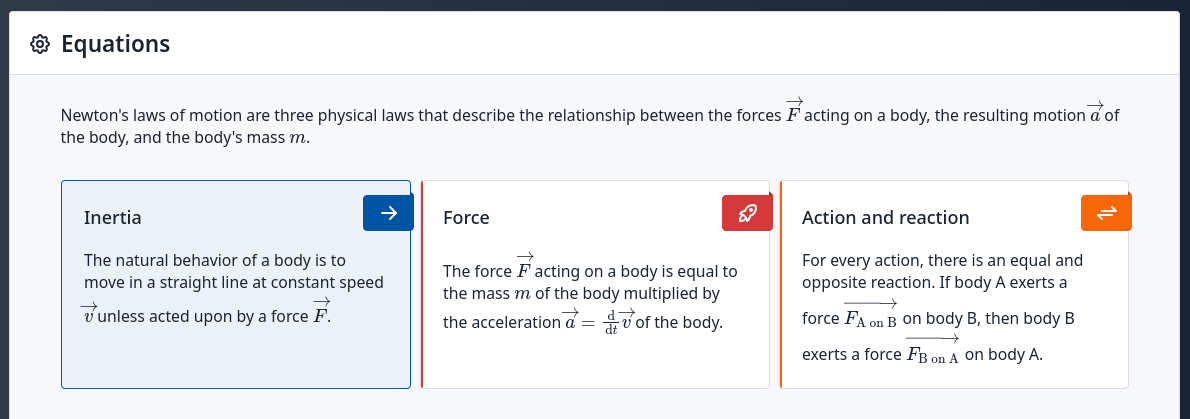 Equations
Newton's laws of motion are three physical laws that describe the relationship between the forces $\overrightarrow{F}$ acting on a body, the resulting motion $\overrightarrow{a}$ of
the body, and the body's mass $m$.
Inertia
The natural behavior of a body is to
move in a straight line at constant speed
$\overrightarrow{v}$ unless acted upon by a force $\overrightarrow{F}$.
Force
The force $\overrightarrow{F}$ acting on a body is equal to
the mass $m$ of the body multiplied by
the acceleration $\overrightarrow{a} = \frac{\mathrm{d}}{\mathrm{d}t}\overrightarrow{v}$ of the body.
Action and reaction
For every action, there is an equal and
opposite reaction. If body A exerts a
force $\overrightarrow{F_{\text{A on B}}}$ on body B, then body B
exerts a force $\overrightarrow{F_{\text{B on A}}}$ on body A.